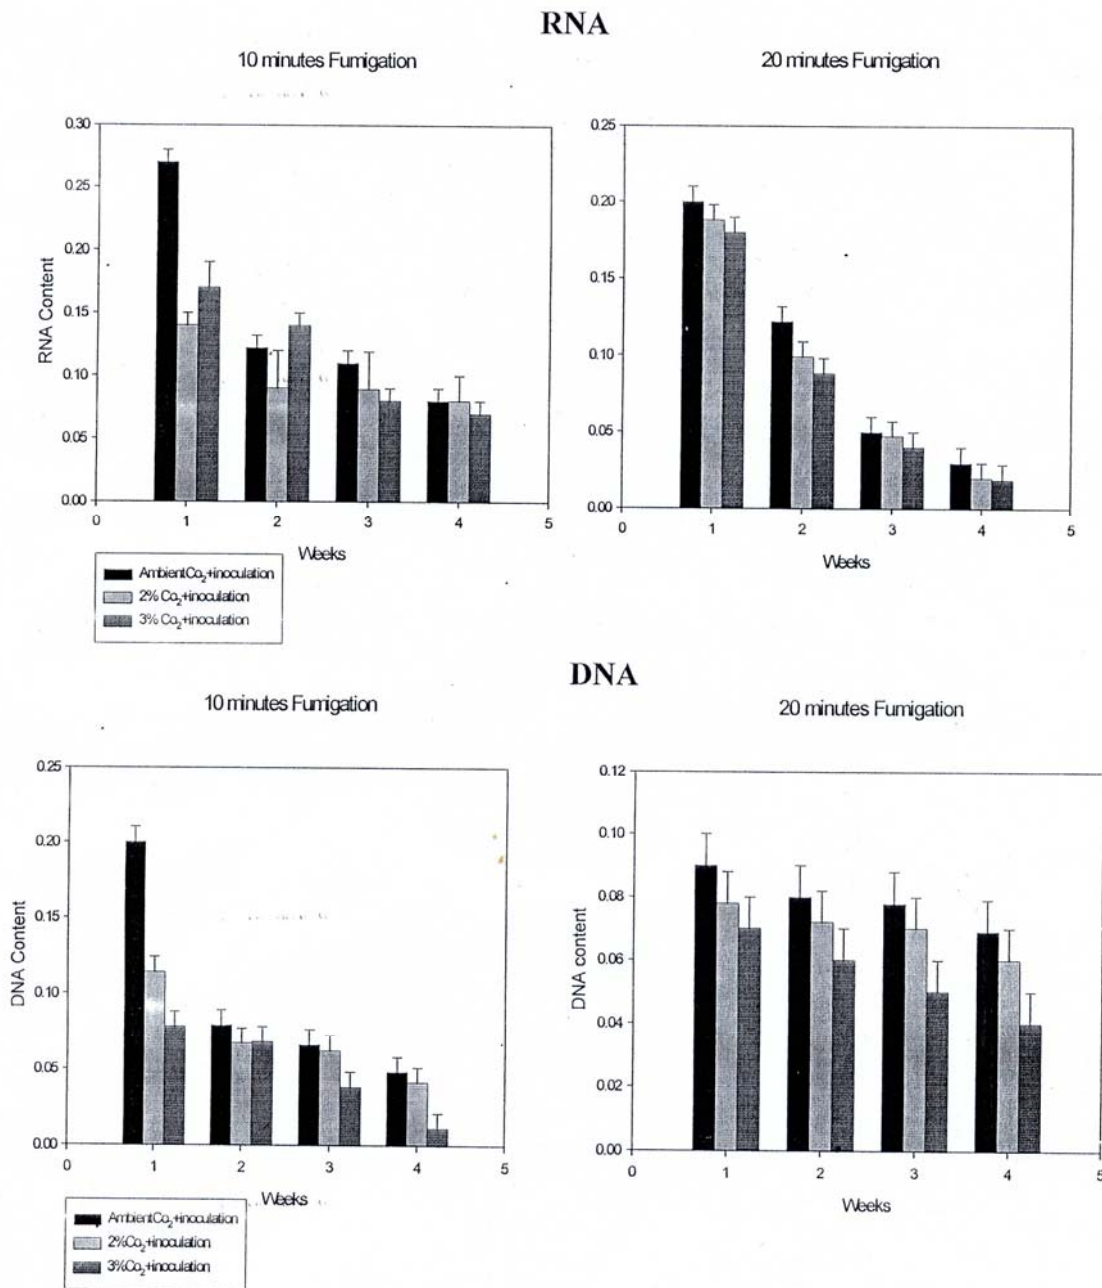 RNA
10 minutes Fumigation
20 minutes Fumigation
0.30
0.25
0.20
0.15
0.10
0.05
0.00
RNA Content
0 1 2 3 4 5
Weeks
0.25
0.20
0.15
0.10
0.05
0.00
0 1 2 3 4 5
Weeks
AmbientCo₂+inoculation
2% Co₂+inoculation
3% Co₂+inoculation
DNA
10 minutes Fumigation
20 minutes Fumigation
0.25
0.20
0.15
0.10
0.05
0.00
DNA Content
0 1 2 3 4 5
Weeks
0.12
0.10
0.08
0.06
0.04
0.02
0.00
DNA content
0 1 2 3 4 5
Weeks
AmbientCo₂+inoculation
2%Co₂+inoculation
3%Co₂+inoculation